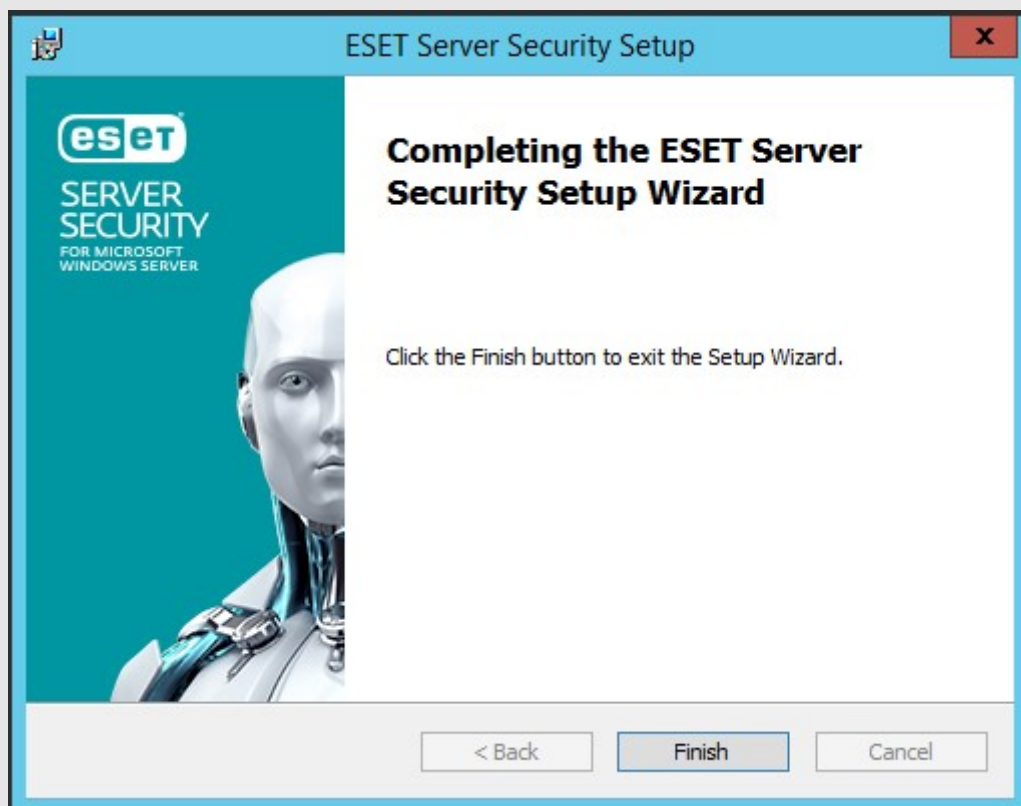 ESET Server Security Setup
x
eset
SERVER
SECURITY
FOR MICROSOFT
WINDOWS SERVER
Completing the ESET Server
Security Setup Wizard
Click the Finish button to exit the Setup Wizard.
< Back
Finish
Cancel